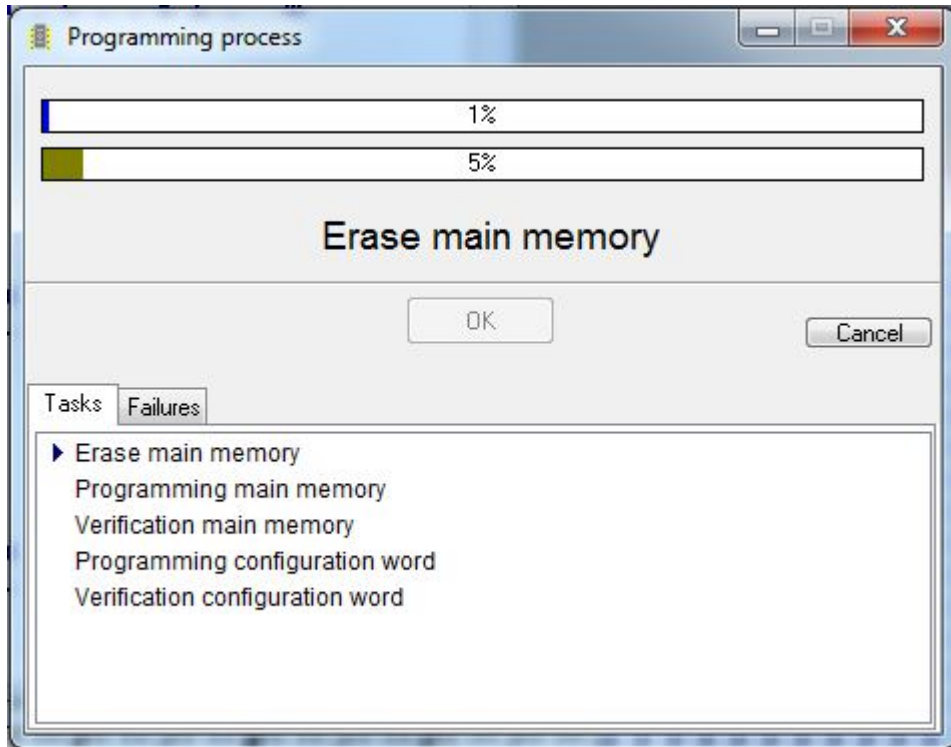 Programming process
1%
5%
Erase main memory
OK
Cancel
Tasks Failures
Erase main memory
Programming main memory
Verification main memory
Programming configuration word
Verification configuration word